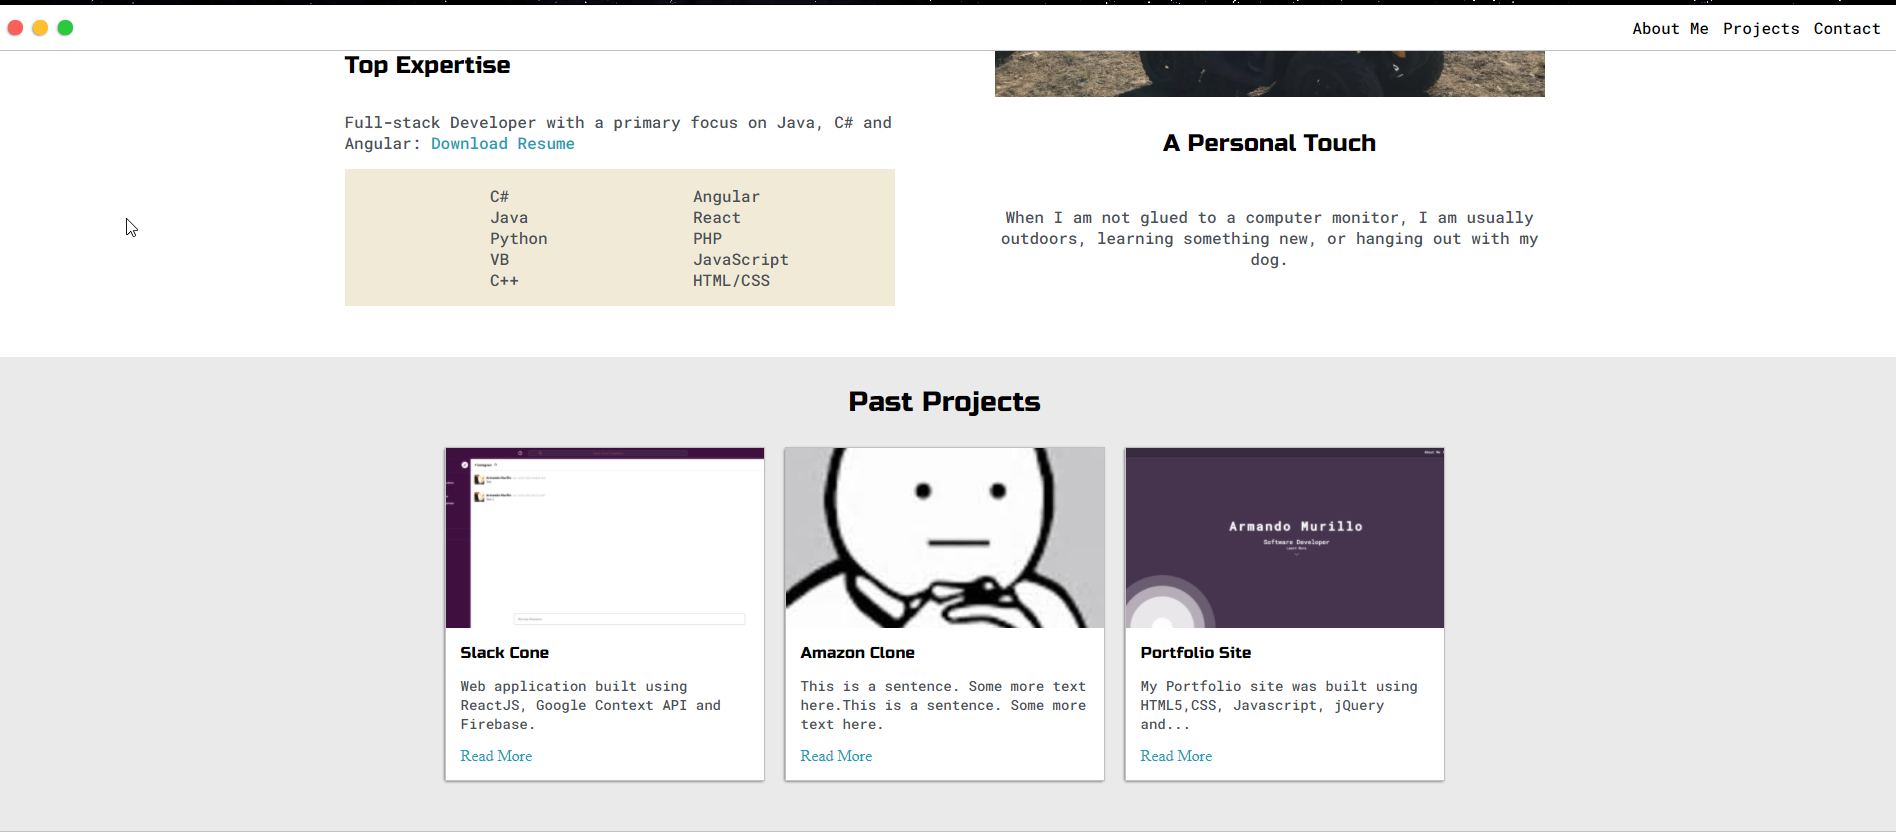 About Me Projects Contact
Top Expertise
Full-stack Developer with a primary focus on Java, C# and
Angular: Download Resume
C#
Java
Python
VB
C++
Angular
React
PHP
JavaScript
HTML/CSS
A Personal Touch
When I am not glued to a computer monitor, I am usually
outdoors, learning something new, or hanging out with my
dog.
Past Projects
Slack Cone
Web application built using
ReactJS, Google Context API and
Firebase.
Read More
Amazon Clone
This is a sentence. Some more text
here.This is a sentence. Some more
text here.
Read More
About Me
Armando Murillo
Software Developer
Learn More
Portfolio Site
My Portfolio site was built using
HTML5,CSS, Javascript, jQuery
and...
Read More